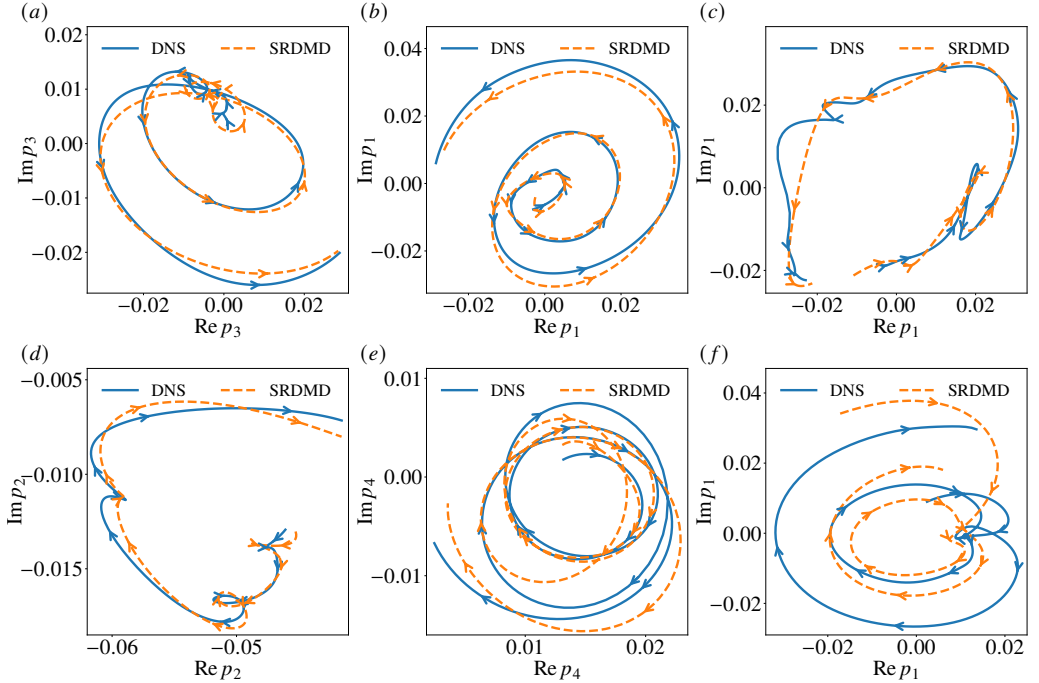 (a)
DNS SRDMD
0.02
0.01
0.00
−0.01
−0.02
Im p3
−0.02 0.00 0.02
Re p3
(b)
DNS SRDMD
0.04
0.02
0.00
−0.02
Im p1
−0.02 0.00 0.02
Re p1
(c)
DNS SRDMD
0.02
0.00
−0.02
Im p1
−0.02 0.00 0.02
Re p1
(d)
DNS SRDMD
−0.005
−0.010
−0.015
Im p2
−0.06 −0.05
Re p2
(e)
DNS SRDMD
0.01
0.00
−0.01
Im p4
0.01 0.02
Re p4
(f)
DNS SRDMD
0.04
0.02
0.00
−0.02
Im p1
−0.02 0.00 0.02
Re p1